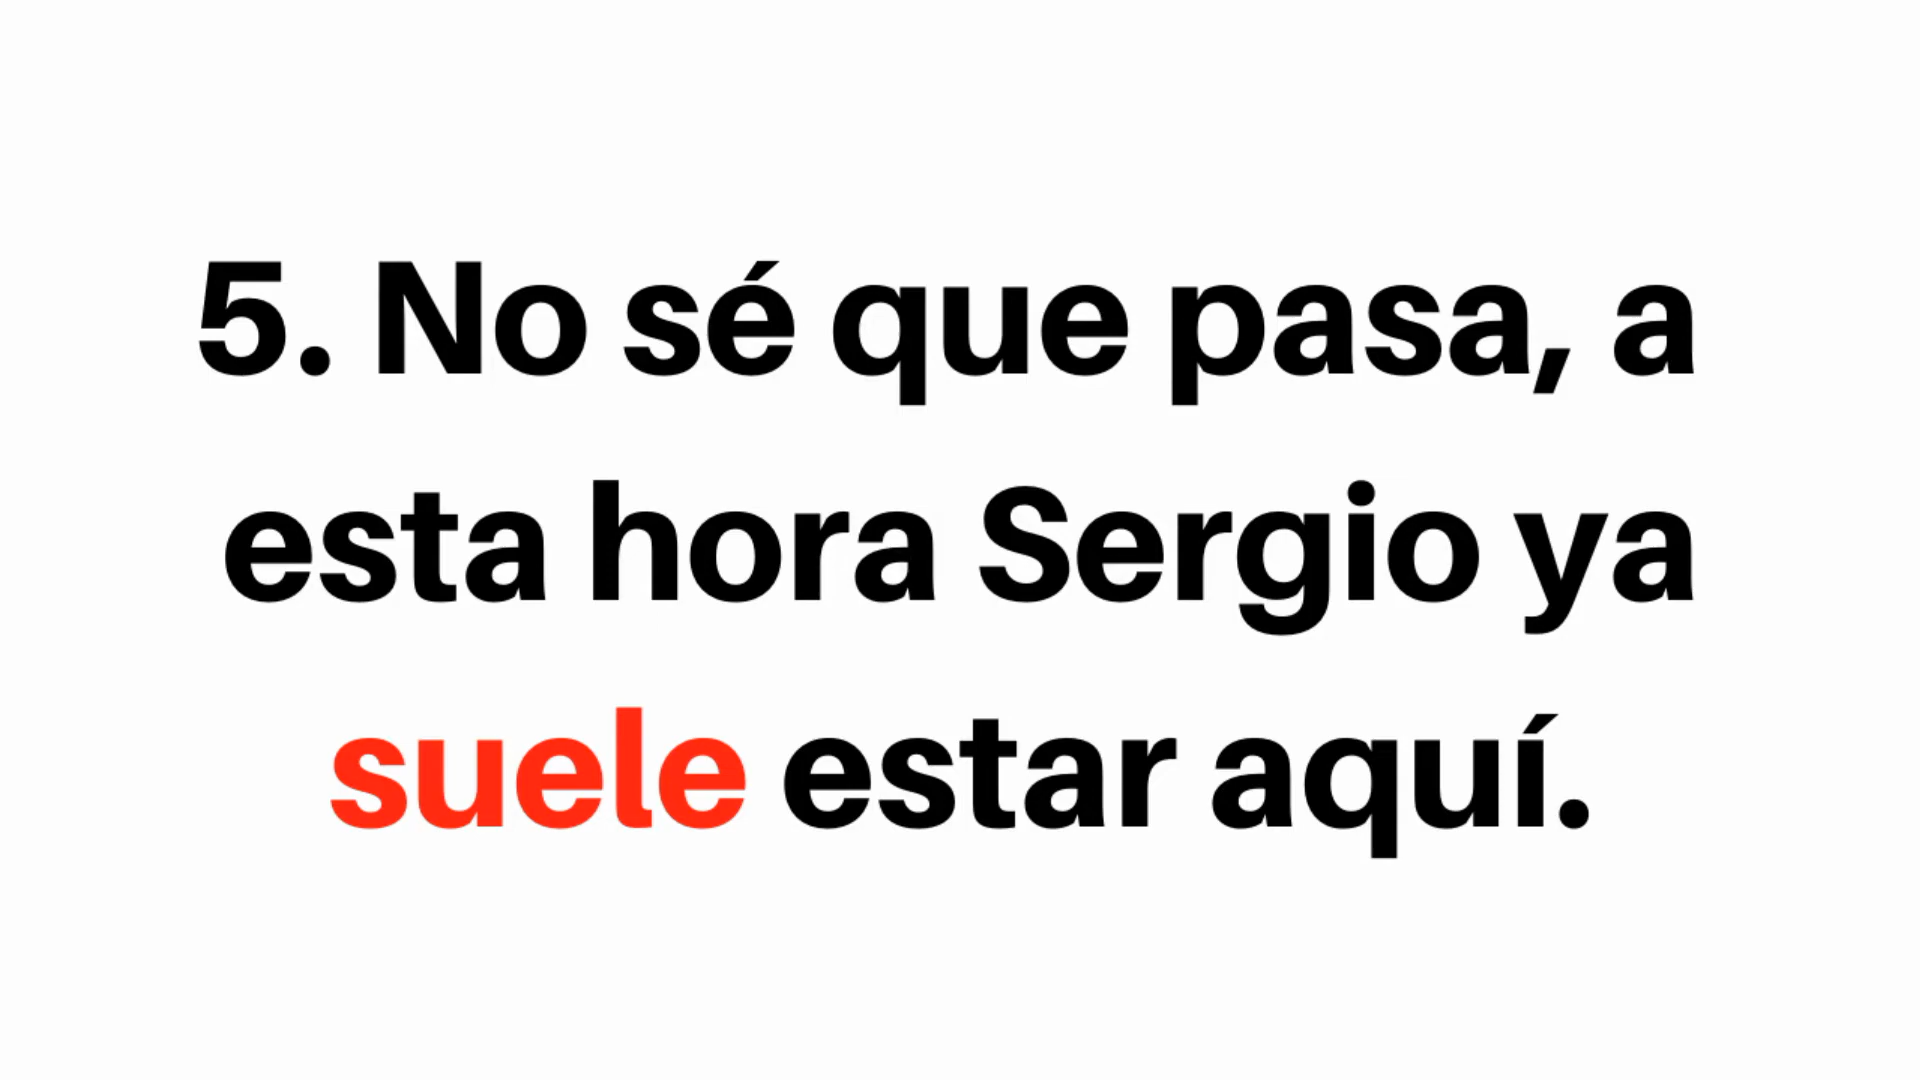 5. No sé que pasa, a
esta hora Sergio ya
suele estar aquí.